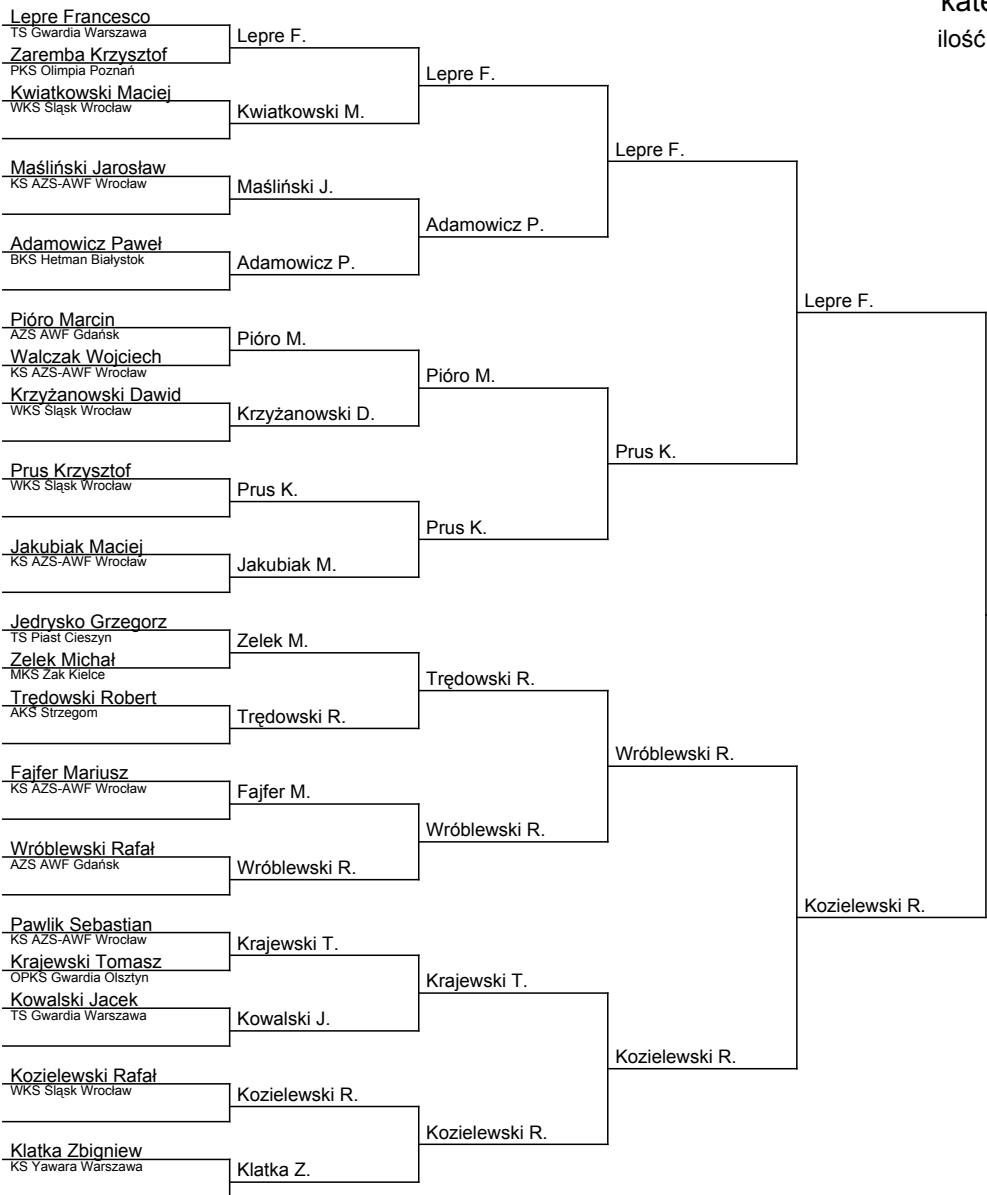 Lepre Francesco
TS Gwardia Warszawa
Zaremba Krzysztof
PKS Olimpia Poznań
Kwiatkowski Maciej
WKS Śląsk Wrocław
Maśliński Jarosław
KS AZS-AWF Wrocław
Adamowicz Paweł
BKS Hetman Białystok
Pióro Marcin
AZS AWF Gdańsk
Walczak Wojciech
KS AZS-AWF Wrocław
Krzyżanowski Dawid
WKS Śląsk Wrocław
Prus Krzysztof
WKS Śląsk Wrocław
Jakubiak Maciej
KS AZS-AWF Wrocław
Jedrysko Grzegorz
TS Piast Cieszyn
Zelek Michał
MKS Żak Kielce
Trędowski Robert
AKS Strzegom
Fajfer Mariusz
KS AZS-AWF Wrocław
Wróblewski Rafał
AZS AWF Gdańsk
Pawlik Sebastian
KS AZS-AWF Wrocław
Krajewski Tomasz
OPKS Gwardia Olsztyn
Kowalski Jacek
TS Gwardia Warszawa
Kozielewski Rafał
WKS Śląsk Wrocław
Klatka Zbigniew
KS Yawara Warszawa
Lepre F.
Kwiatkowski M.
Maśliński J.
Adamowicz P.
Pióro M.
Krzyżanowski D.
Prus K.
Jakubiak M.
Zelek M.
Trędowski R.
Fajfer M.
Wróblewski R.
Krajewski T.
Kowalski J.
Kozielewski R.
Klatka Z.
Lepre F.
Adamowicz P.
Pióro M.
Prus K.
Trędowski R.
Wróblewski R.
Krajewski T.
Kozielewski R.
Lepre F.
Prus K.
Wróblewski R.
Kozielewski R.
Lepre F.
Kozielewski R.
kate
ilość